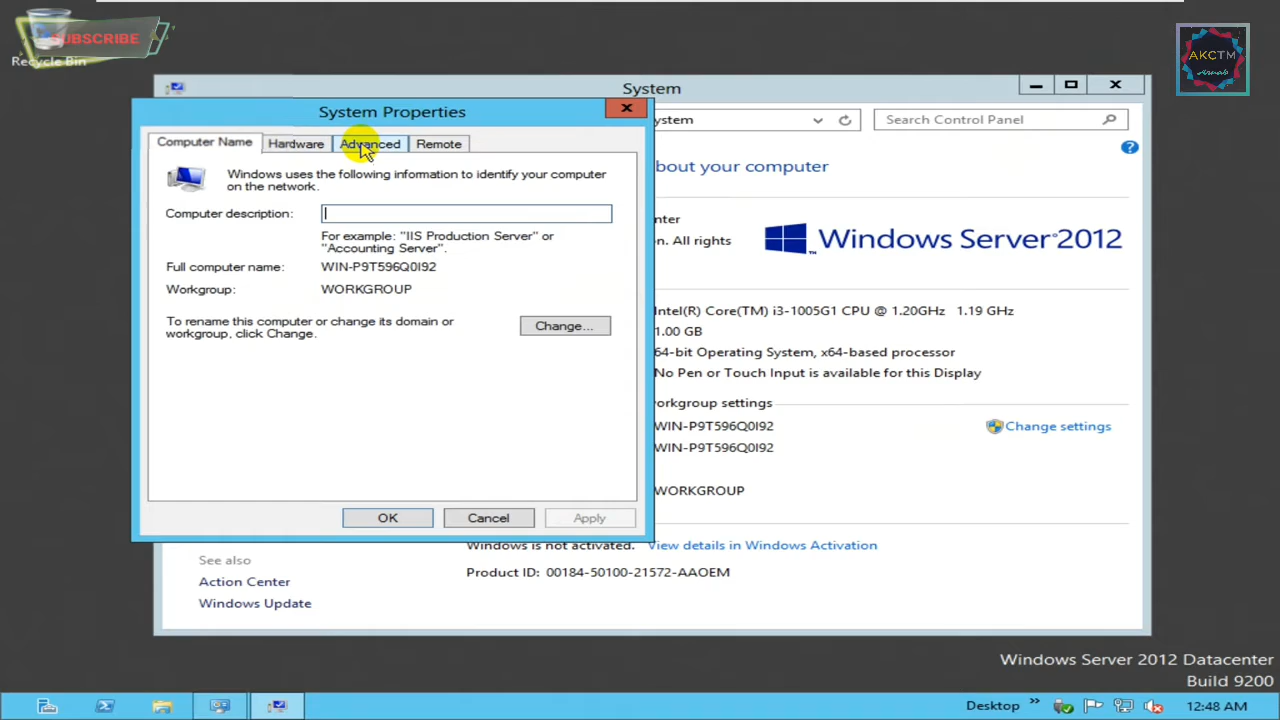 SUBSCRIBE
Recycle Bin
AKCTM
Arnab
System
System Properties
ystem
Search Control Panel
Computer Name
Hardware
Advanced
Remote
Windows uses the following information to identify your computer
on the network.
Computer description:
For example: "IIS Production Server" or
"Accounting Server".
Full computer name:
WIN-P9T596Q0I92
Workgroup:
WORKGROUP
To rename this computer or change its domain or
workgroup, click Change.
Change...
OK
Cancel
Apply
bout your computer
nter
n. All rights
Windows Server 2012
Intel(R) Core(TM) i3-1005G1 CPU @ 1.20GHz 1.19 GHz
1.00 GB
64-bit Operating System, x64-based processor
No Pen or Touch Input is available for this Display
orkgroup settings
WIN-P9T596Q0I92
Change settings
WIN-P9T596Q0I92
WORKGROUP
Windows is not activated. View details in Windows Activation
Product ID: 00184-50100-21572-AAOEM
See also
Action Center
Windows Update
Windows Server 2012 Datacenter
Build 9200
Desktop
12:48 AM